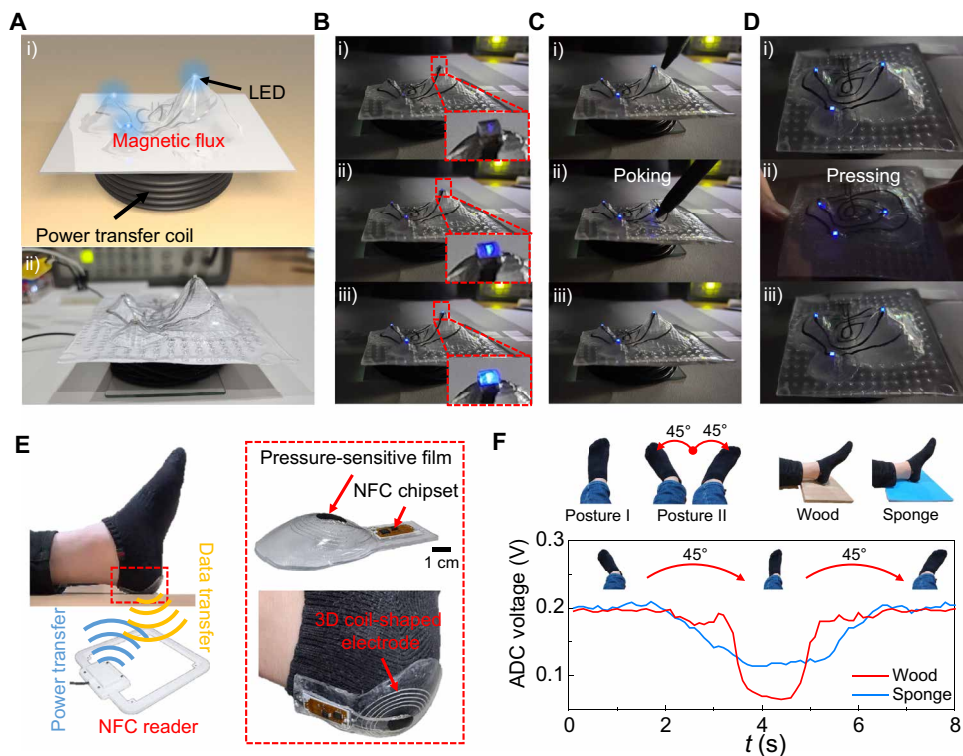 A
i)
LED
Magnetic flux
Power transfer coil
ii)
B
i)
ii)
iii)
C
i)
ii)
Poking
iii)
D
i)
ii)
Pressing
iii)
E
Power transfer
Data transfer
NFC reader
Pressure-sensitive film
NFC chipset
1 cm
3D coil-shaped
electrode
F
45° 45°
Posture I Posture II Wood Sponge
ADC voltage (V)
0.3
0.2
0.1
45° 45°
Wood
Sponge
0 2 4 6 8
t (s)